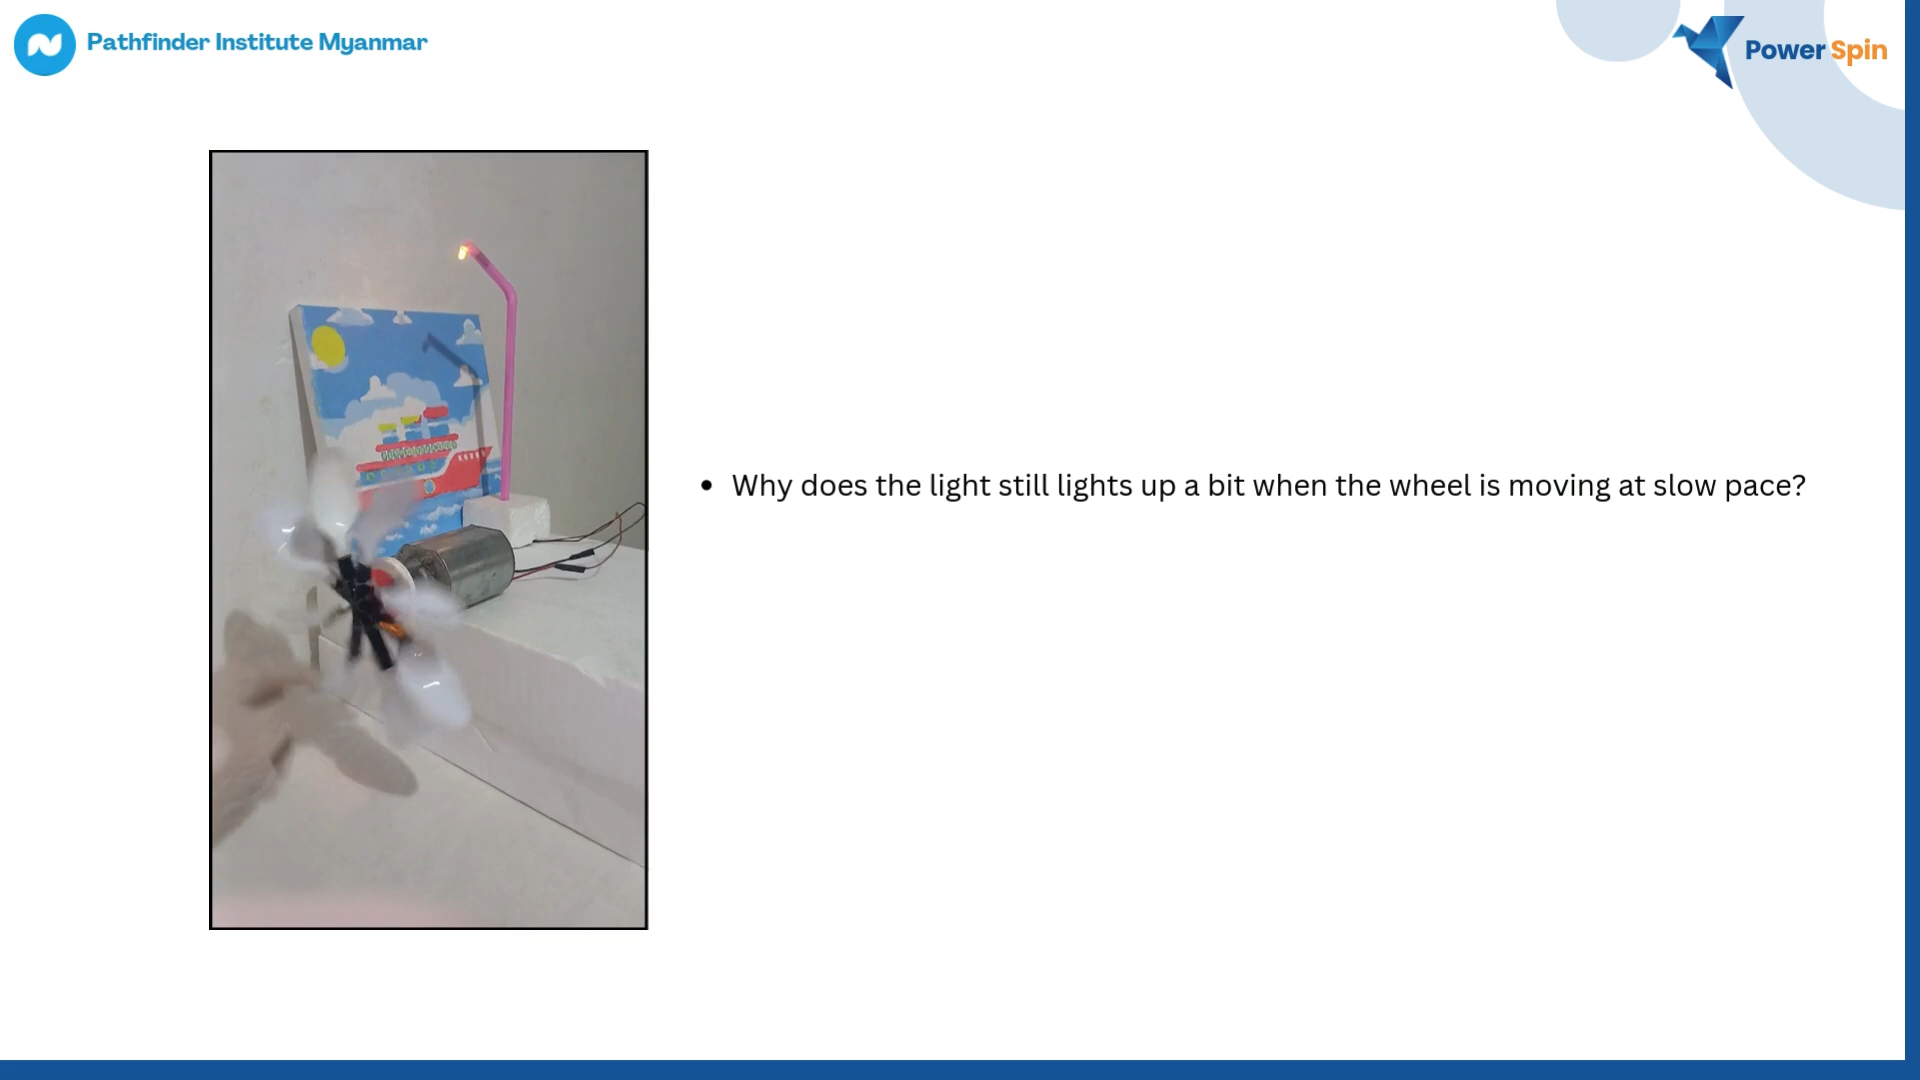 Pathfinder Institute Myanmar
Power Spin
Why does the light still lights up a bit when the wheel is moving at slow pace?